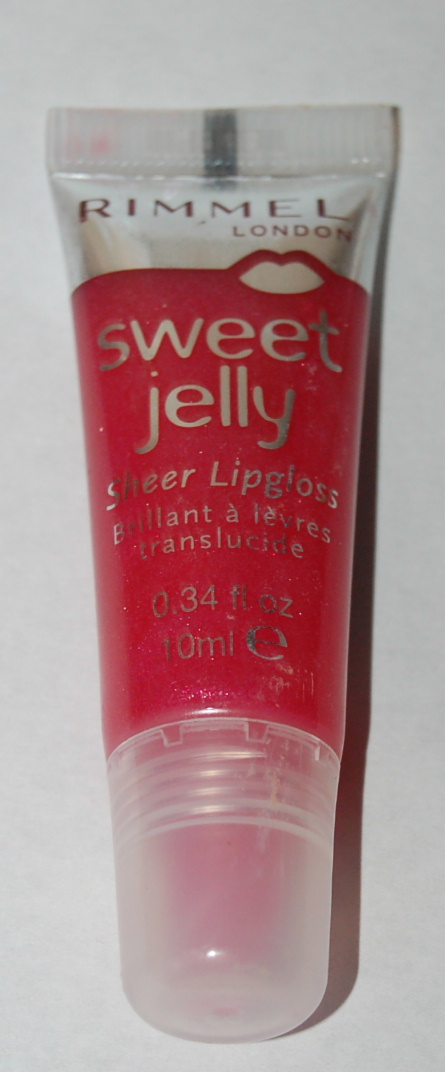 RIMMEL
LONDON
sweet
jelly
Sheer Lipgloss
Brillant à lèvres
translucide
0.34 fl oz
10ml e